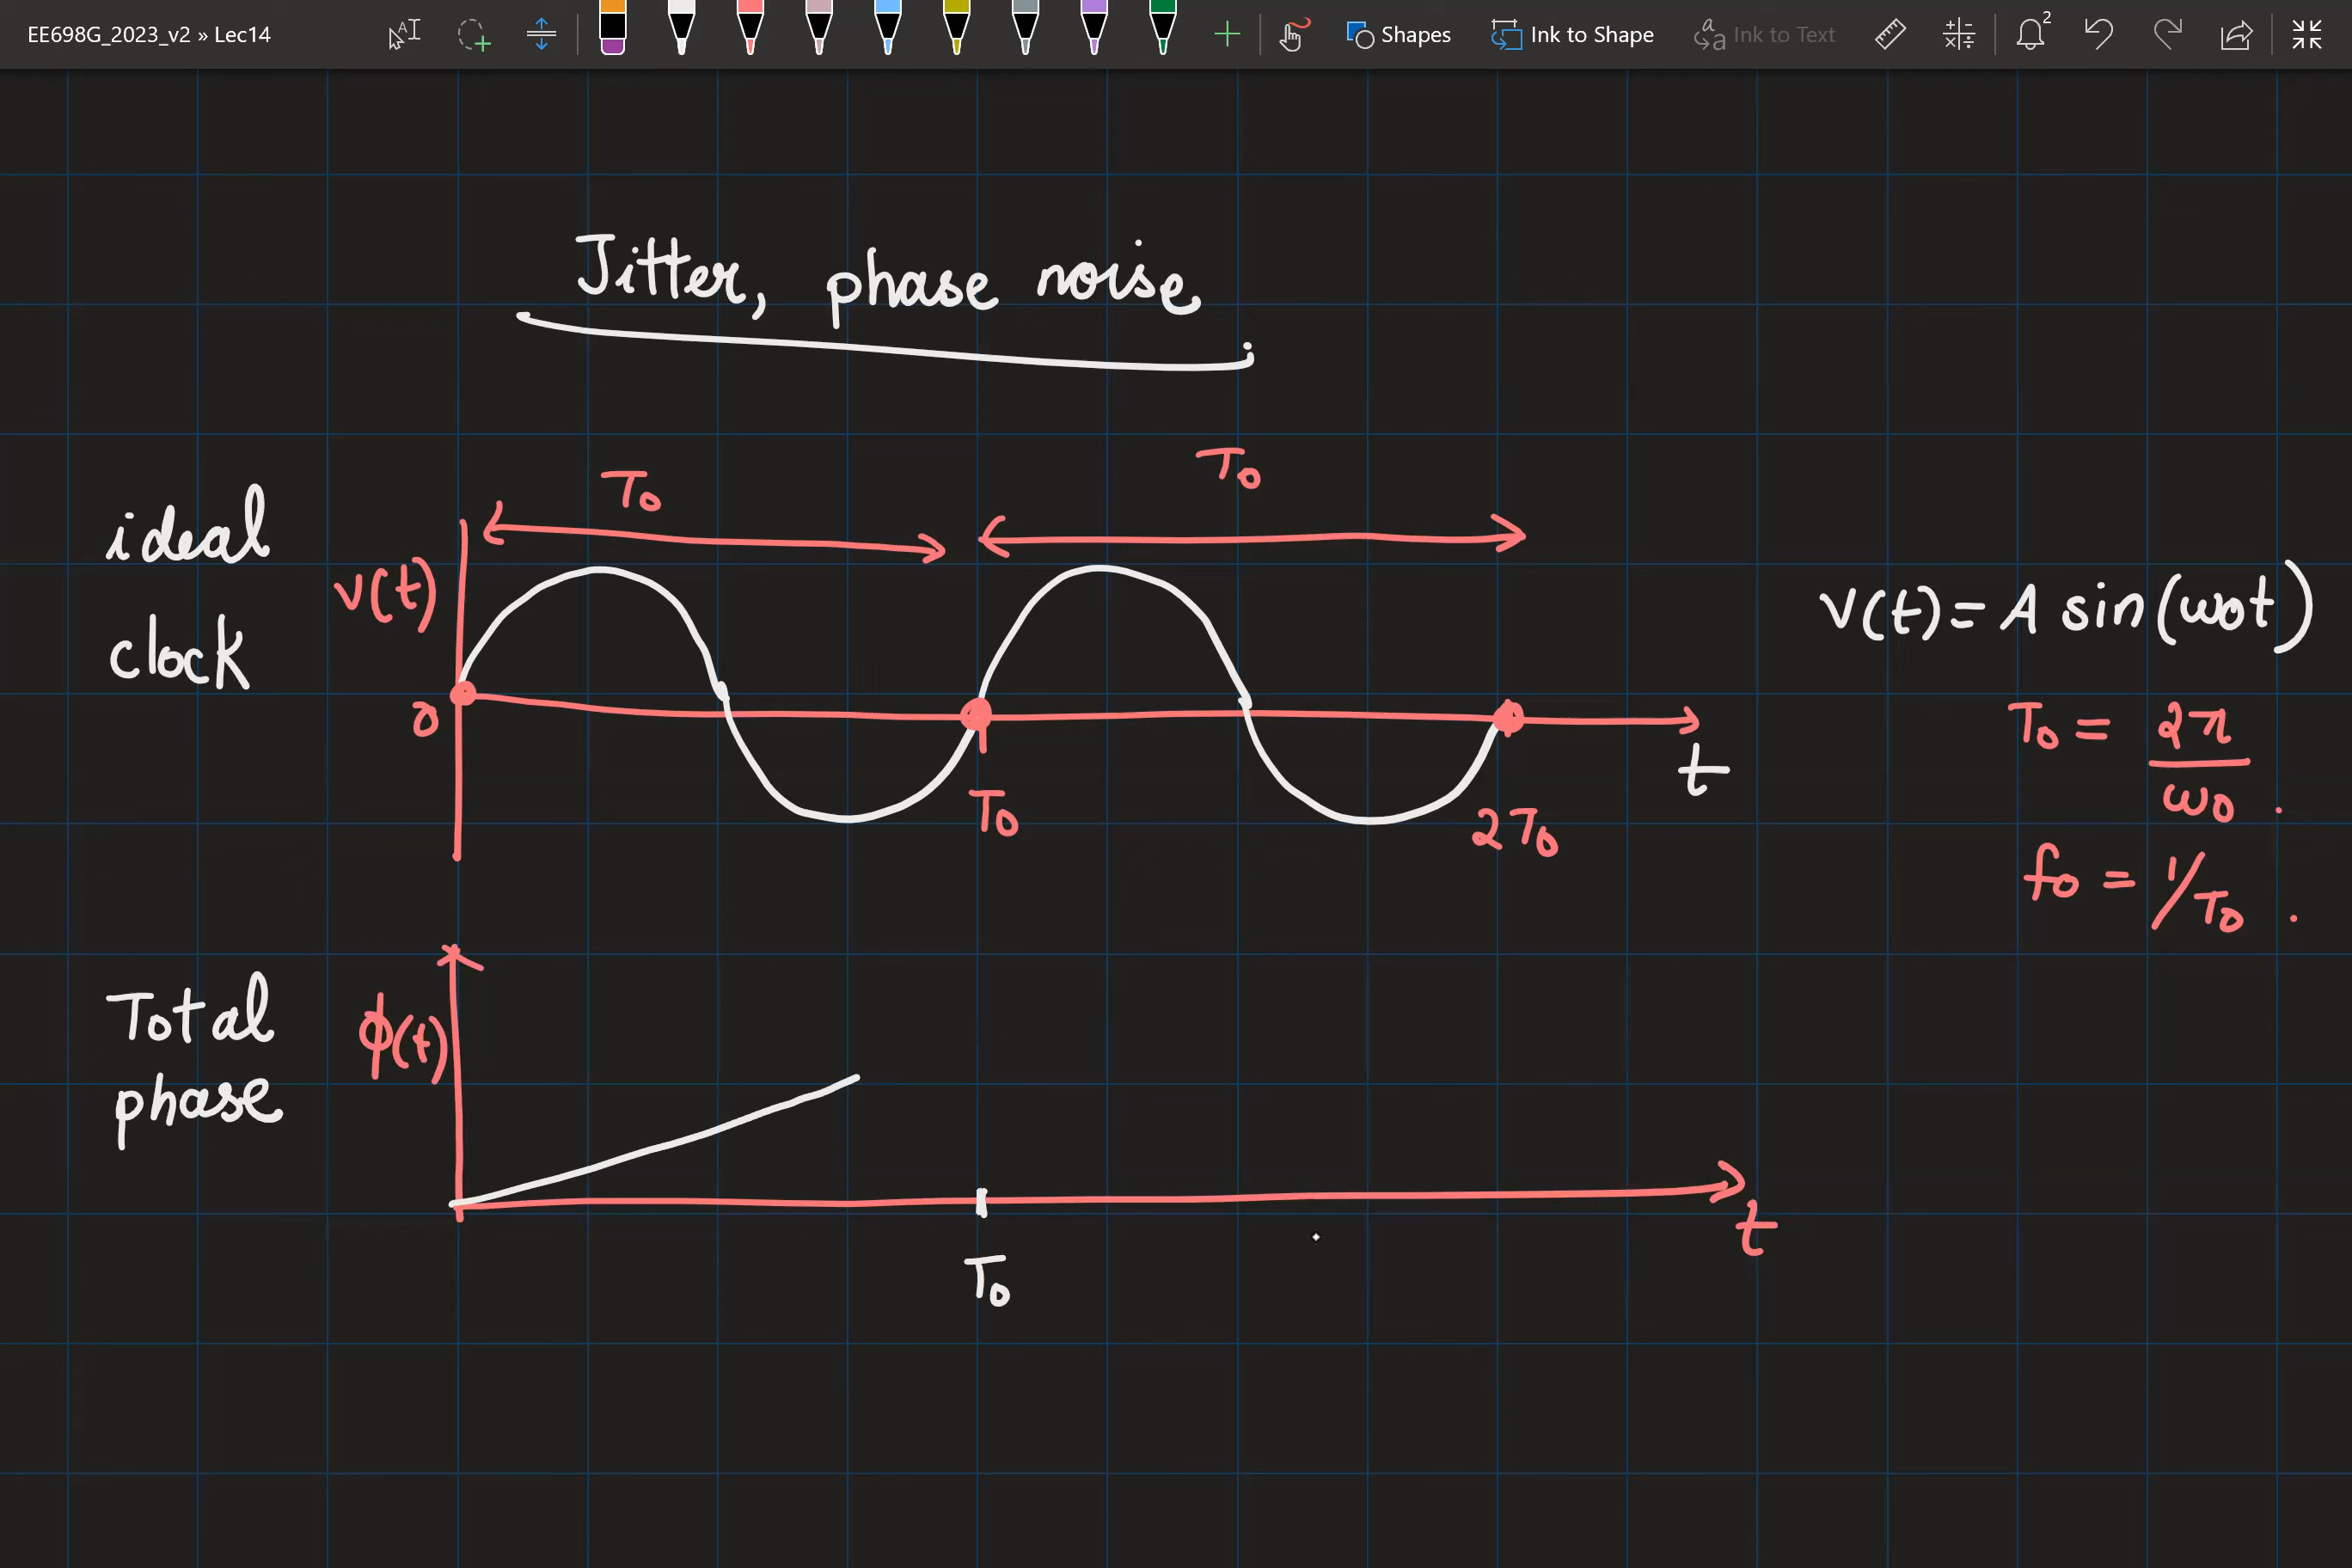 EE698G_2023_v2 » Lec14
Shapes
Ink to Shape
Ink to Text
2
Jitter, phase noise
T₀
T₀
ideal
clock
v(t)
v(t) = A sin(ω₀t)
0
T₀
2T₀
t
T₀ = 2π/ω₀.
f₀ = 1/T₀.
Total
phase
ϕ(t)
t
T₀